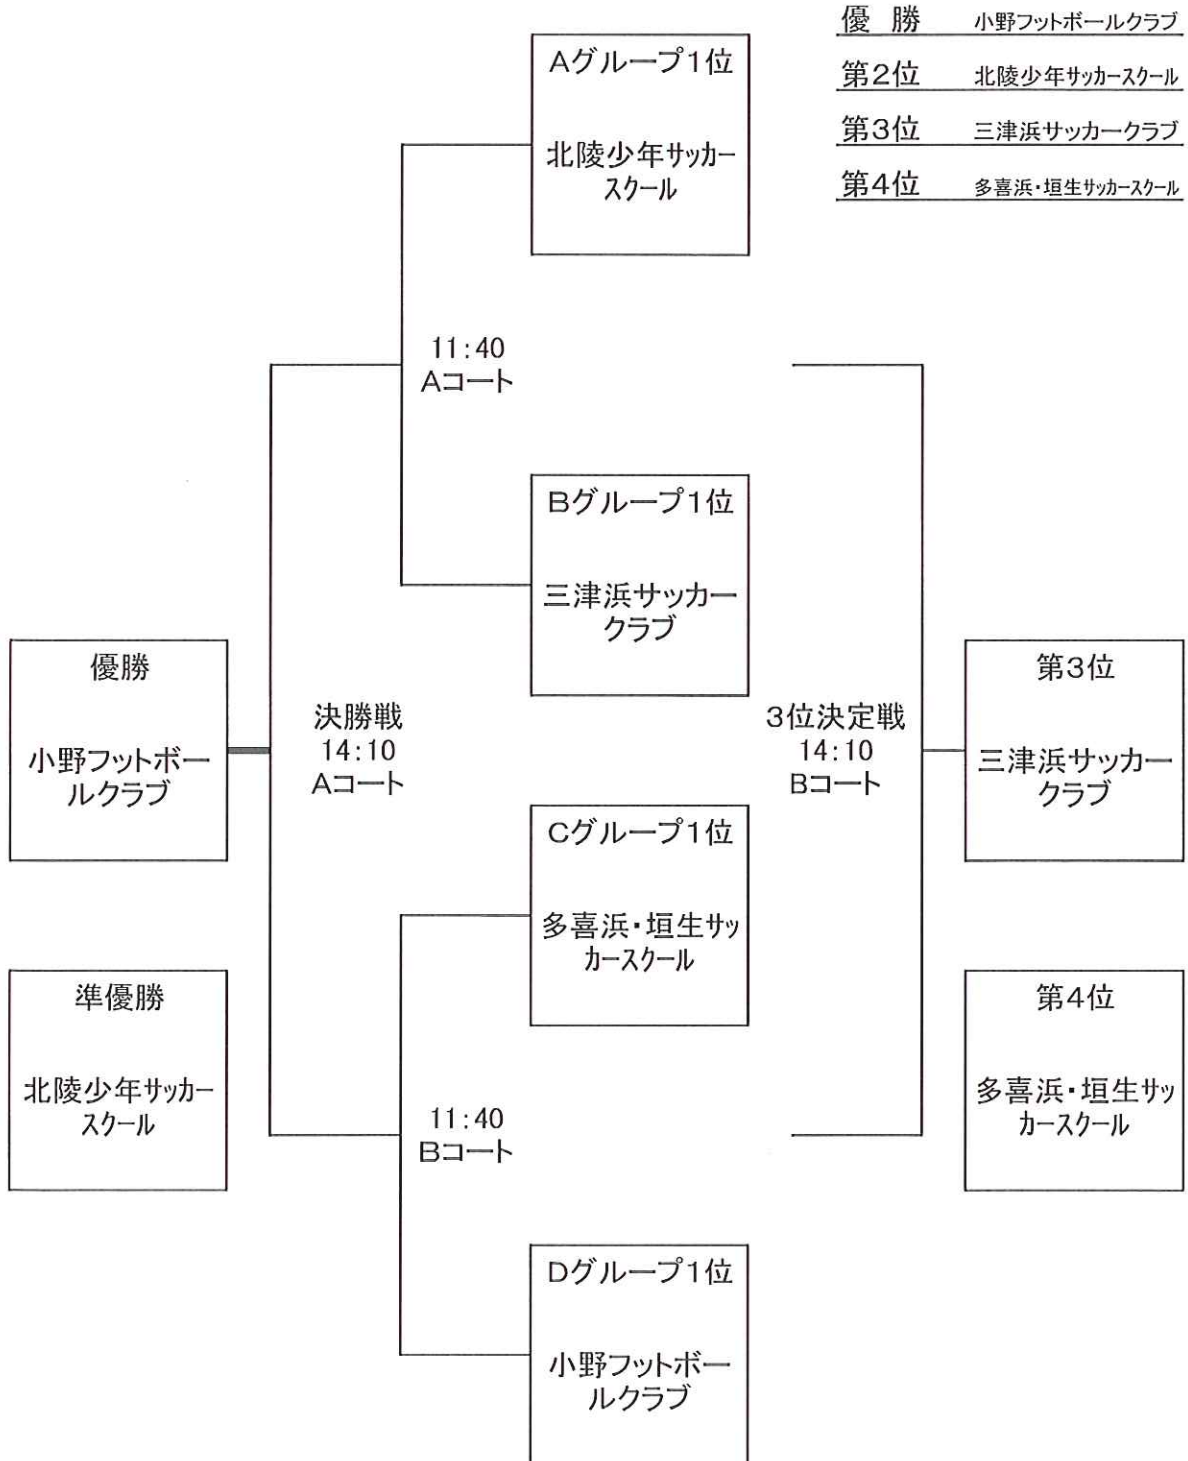 優 勝 小野フットボールクラブ
第2位 北陵少年サッカースクール
第3位 三津浜サッカークラブ
第4位 多喜浜・垣生サッカースクール
Aグループ1位
北陵少年サッカー
スクール
11:40
Aコート
Bグループ1位
三津浜サッカー
クラブ
優勝
小野フットボー
ルクラブ
決勝戦
14:10
Aコート
3位決定戦
14:10
Bコート
第3位
三津浜サッカー
クラブ
Cグループ1位
多喜浜・垣生サッ
カースクール
準優勝
北陵少年サッカー
スクール
11:40
Bコート
第4位
多喜浜・垣生サッ
カースクール
Dグループ1位
小野フットボー
ルクラブ